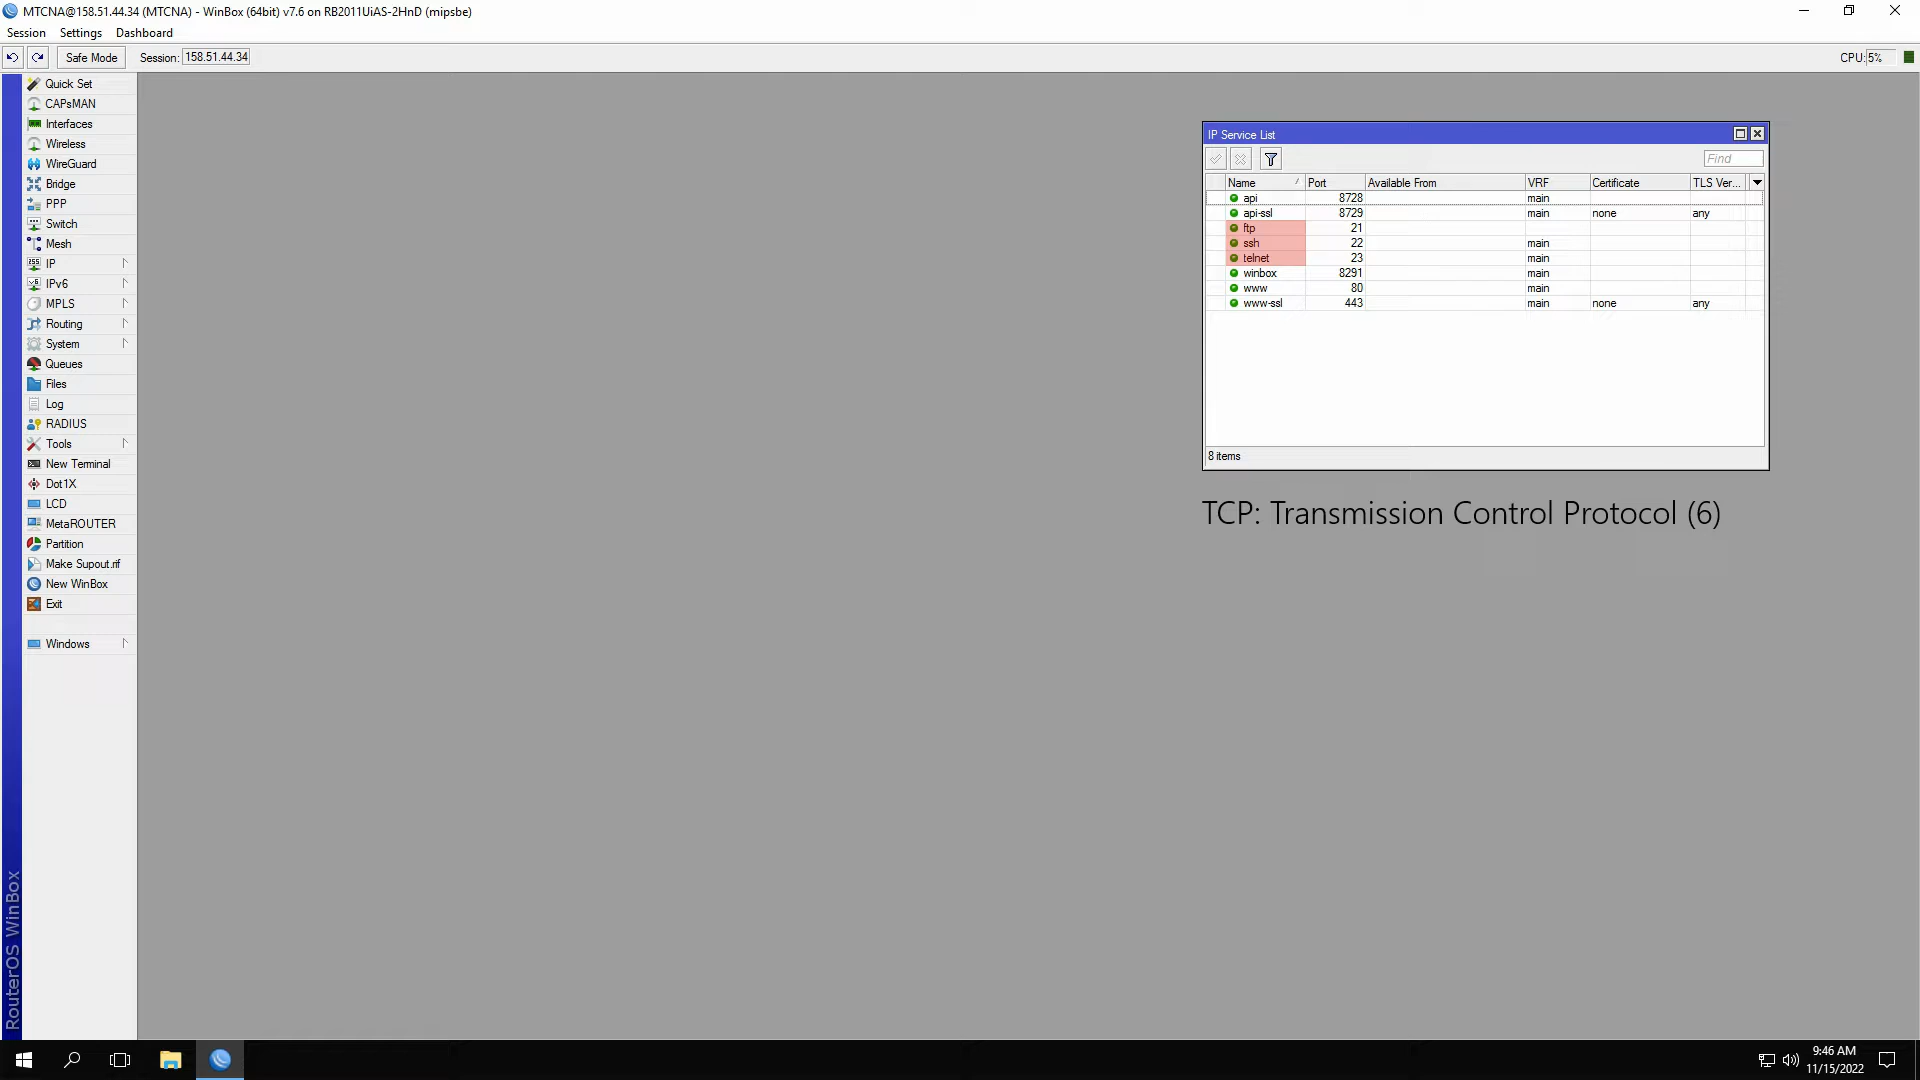 MTCNA@158.51.44.34 (MTCNA) - WinBox (64bit) v7.6 on RB2011UiAS-2HnD (mipsbe)
Session Settings Dashboard
Safe Mode Session: 158.51.44.34 CPU: 5%
Quick Set
CAPsMAN
Interfaces
Wireless
WireGuard
Bridge
PPP
Switch
Mesh
IP
IPv6
MPLS
Routing
System
Queues
Files
Log
RADIUS
Tools
New Terminal
Dot1X
LCD
MetaROUTER
Partition
Make Supout.rif
New WinBox
Exit
Windows
RouterOS WinBox
IP Service List
Find
Name Port Available From VRF Certificate TLS Ver...
api 8728 main
api-ssl 8729 main none any
ftp 21
ssh 22 main
telnet 23 main
winbox 8291 main
www 80 main
www-ssl 443 main none any
8 items
TCP: Transmission Control Protocol (6)
9:46 AM
11/15/2022